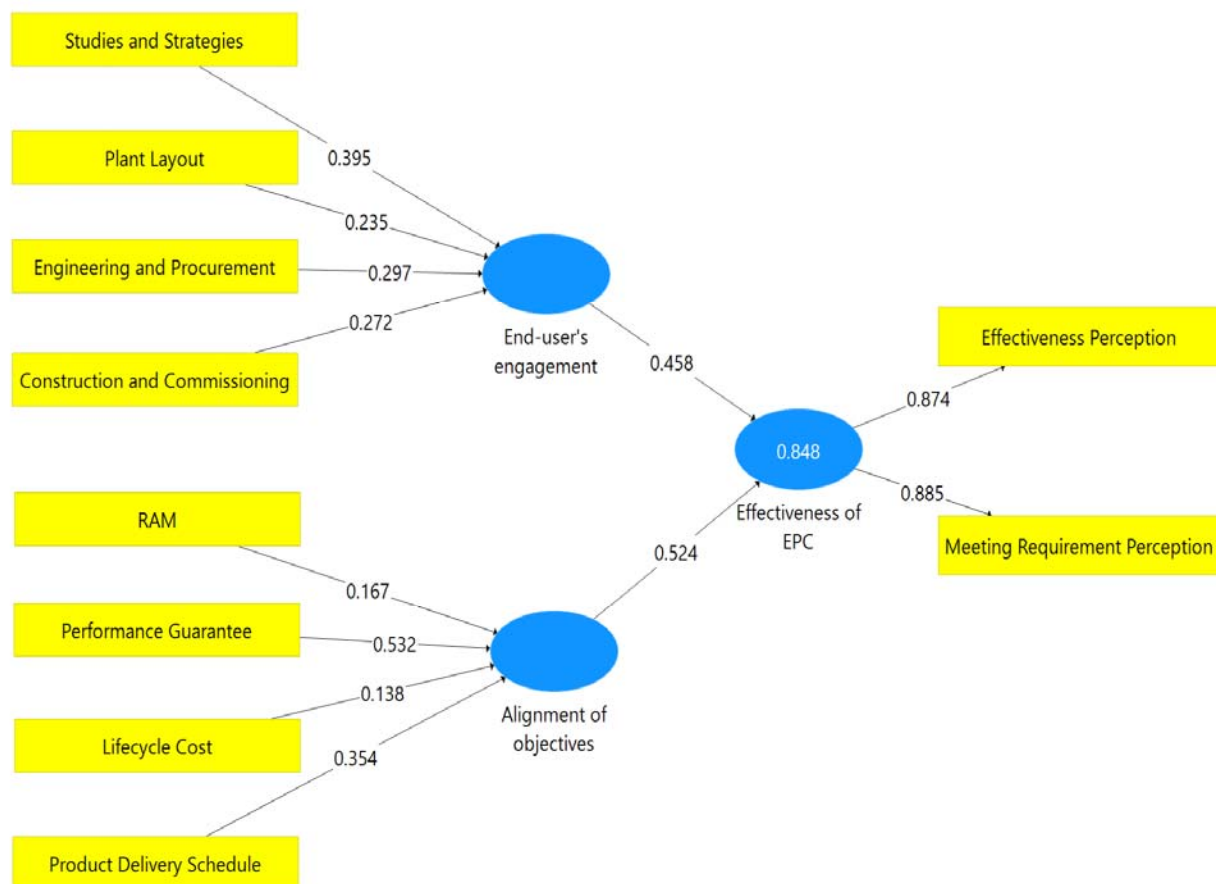 Studies and Strategies
0.395
Plant Layout
0.235
Engineering and Procurement
0.297
0.272
Construction and Commissioning
End-user's
engagement
0.458
Effectiveness Perception
0.874
0.848
0.885
Effectiveness of
EPC
Meeting Requirement Perception
0.524
RAM
0.167
Performance Guarantee
0.532
0.138
Lifecycle Cost
Alignment of
objectives
0.354
Product Delivery Schedule